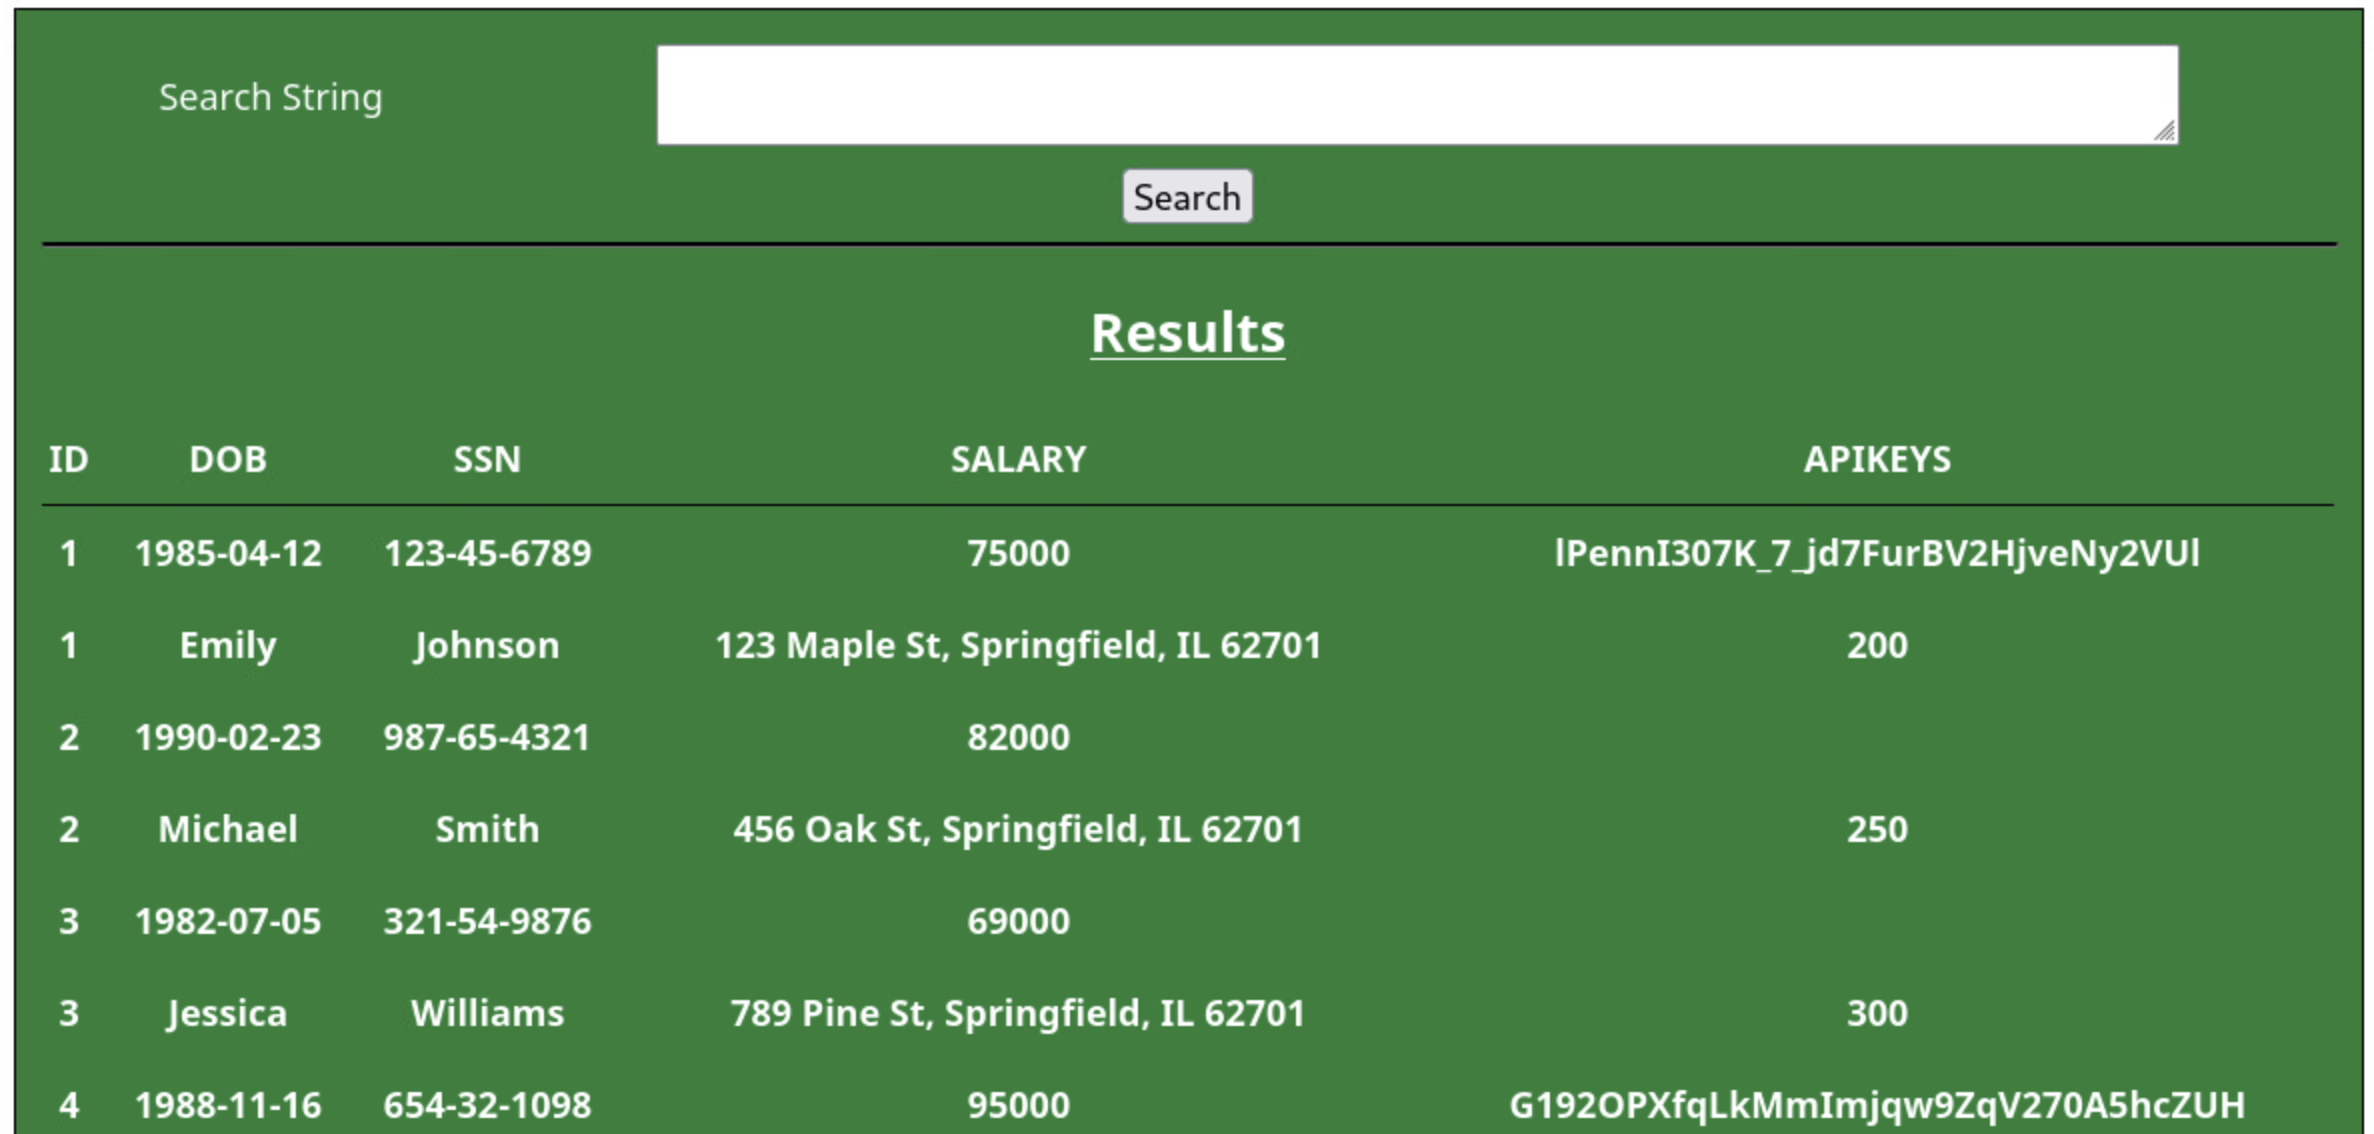 Search String
Search
Results
ID DOB SSN SALARY APIKEYS
1 1985-04-12 123-45-6789 75000 lPennI307K_7_jd7FurBV2HjveNy2VUl
1 Emily Johnson 123 Maple St, Springfield, IL 62701 200
2 1990-02-23 987-65-4321 82000
2 Michael Smith 456 Oak St, Springfield, IL 62701 250
3 1982-07-05 321-54-9876 69000
3 Jessica Williams 789 Pine St, Springfield, IL 62701 300
4 1988-11-16 654-32-1098 95000 G192OPXfqLkMmImjqw9ZqV270A5hcZUH